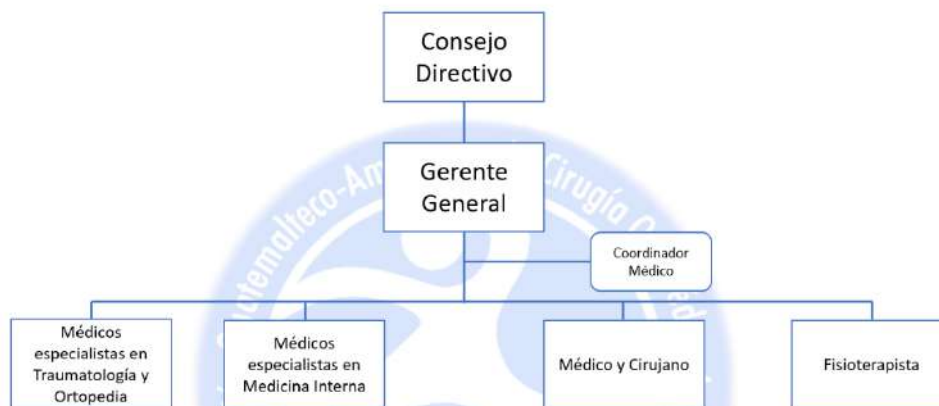 Consejo
Directivo
Gerente
General
Coordinador
Médico
Médicos
especialistas en
Traumatología y
Ortopedia
Médicos
especialistas en
Medicina Interna
Médico y Cirujano
Fisioterapista
Cirugía